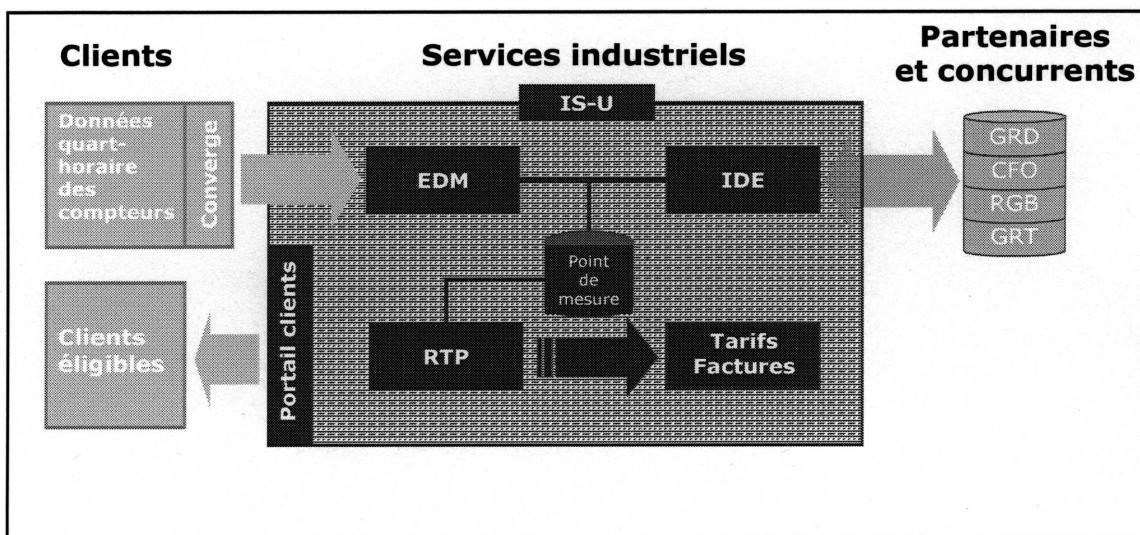 Clients
Services industriels
Partenaires
et concurrents
Données
quart-
horaire
des
compteurs
Converge
IS-U
EDM
IDE
GRD
CFO
RGB
GRT
Point
de
mesure
Portail clients
Clients
éligibles
RTP
Tarifs
Factures